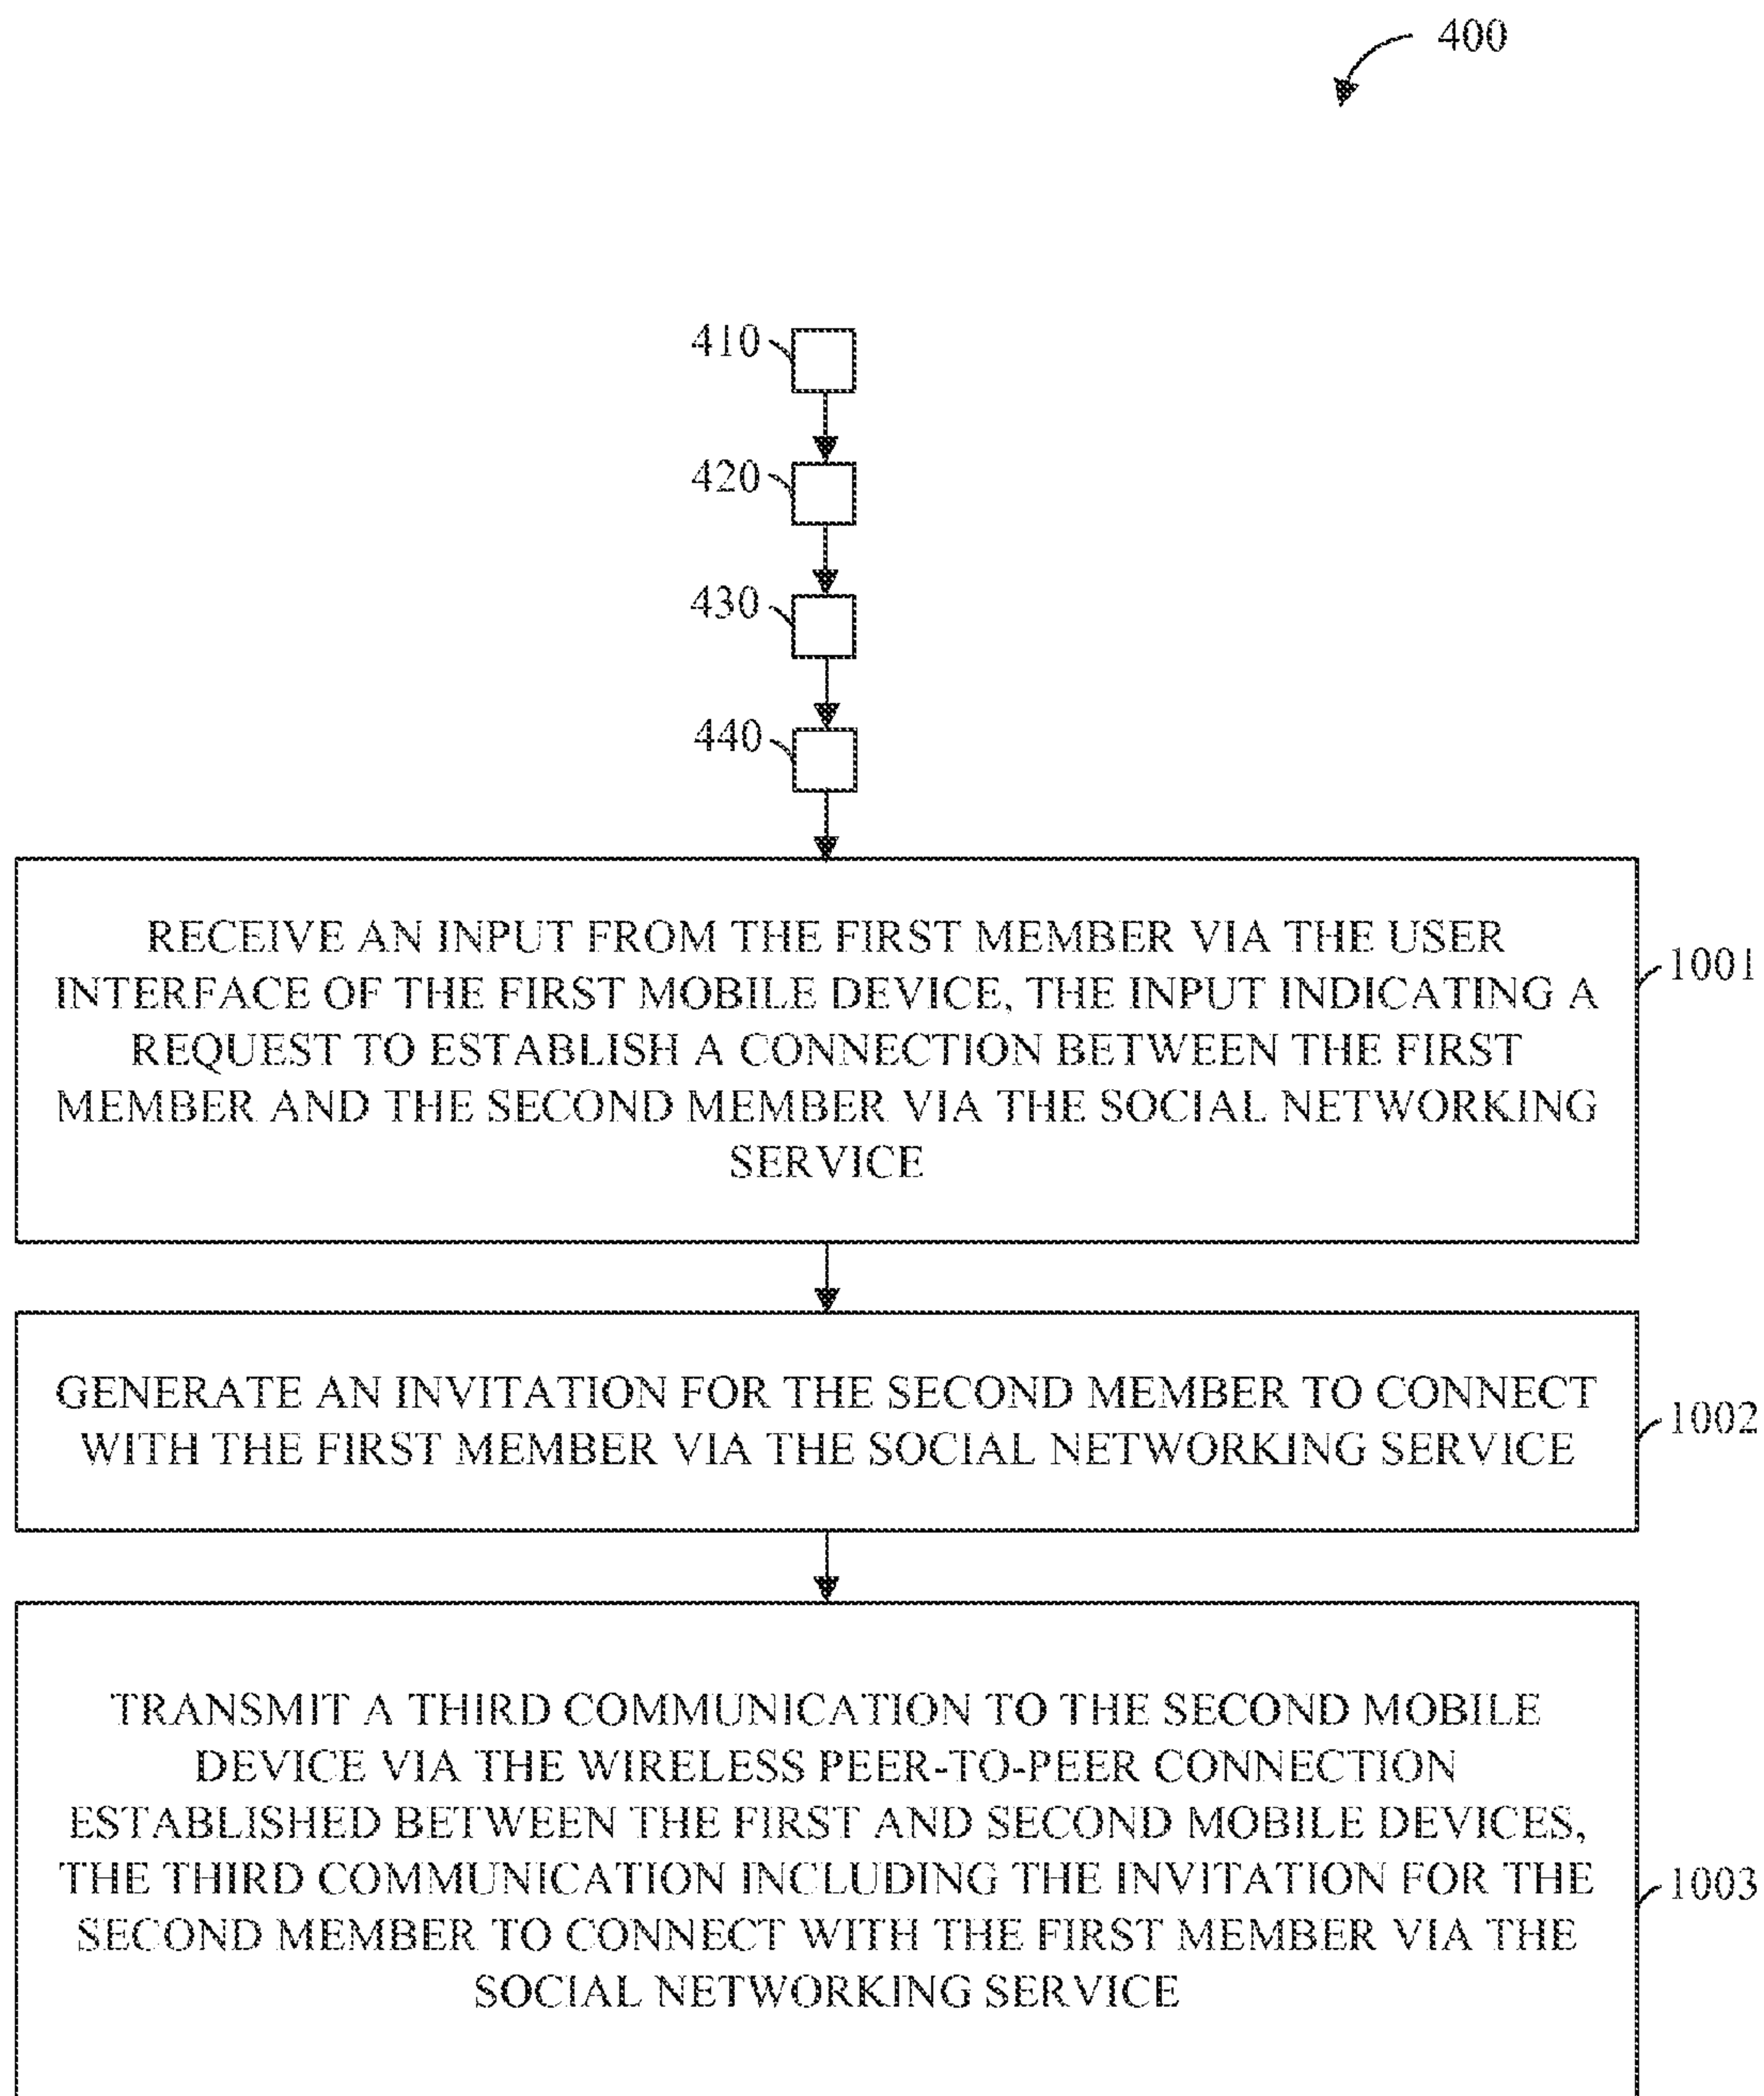 400
410
420
430
440
RECEIVE AN INPUT FROM THE FIRST MEMBER VIA THE USER
INTERFACE OF THE FIRST MOBILE DEVICE, THE INPUT INDICATING A
REQUEST TO ESTABLISH A CONNECTION BETWEEN THE FIRST
MEMBER AND THE SECOND MEMBER VIA THE SOCIAL NETWORKING
SERVICE
1001
GENERATE AN INVITATION FOR THE SECOND MEMBER TO CONNECT
WITH THE FIRST MEMBER VIA THE SOCIAL NETWORKING SERVICE
1002
TRANSMIT A THIRD COMMUNICATION TO THE SECOND MOBILE
DEVICE VIA THE WIRELESS PEER-TO-PEER CONNECTION
ESTABLISHED BETWEEN THE FIRST AND SECOND MOBILE DEVICES,
THE THIRD COMMUNICATION INCLUDING THE INVITATION FOR THE
SECOND MEMBER TO CONNECT WITH THE FIRST MEMBER VIA THE
SOCIAL NETWORKING SERVICE
1003